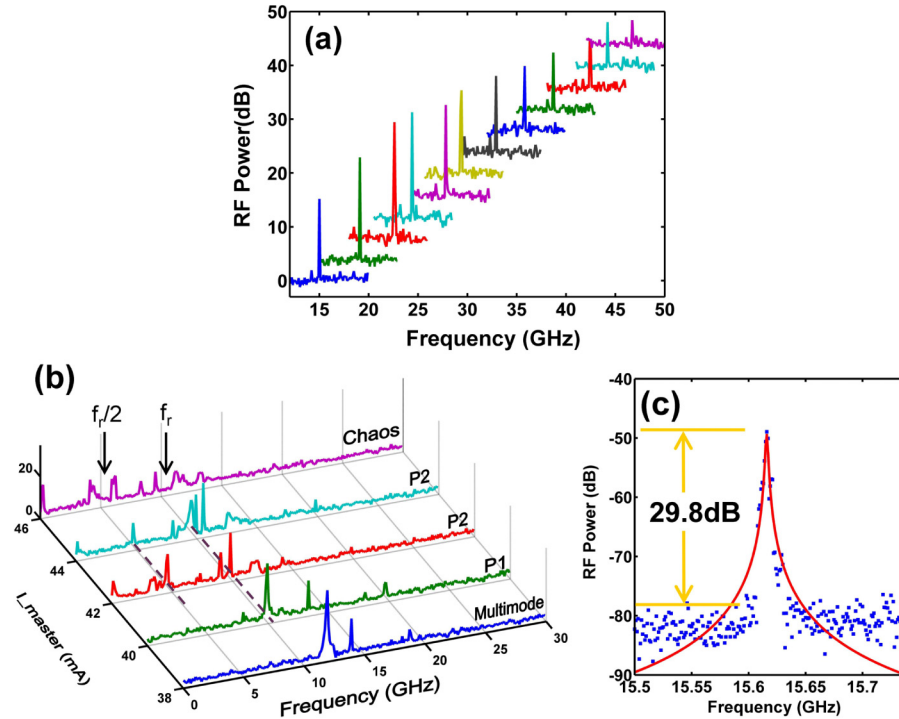 (a)
50
40
30
20
10
0
RF Power(dB)
15 20 25 30 35 40 45 50
Frequency (GHz)
(b)
f_r/2
f_r
Chaos
P2
P2
P1
Multimode
20
0
46
44
42
40
38
I_master (mA)
0 5 10 15 20 25 30
Frequency (GHz)
(c)
-40
-50
-60
-70
-80
-90
RF Power (dB)
29.8dB
15.5 15.55 15.6 15.65 15.7
Frequency (GHz)